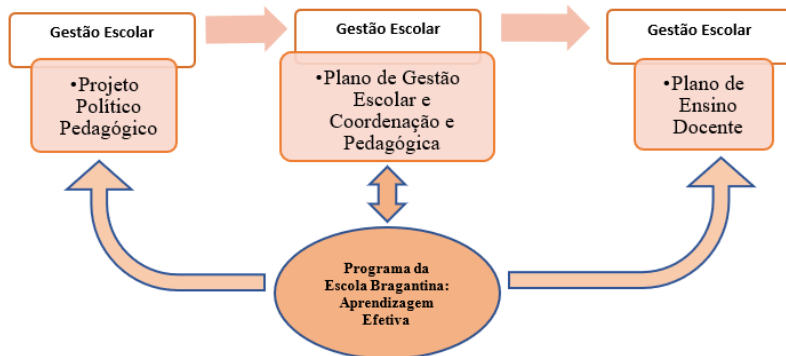 Gestão Escolar
•Projeto
Político
Pedagógico
Gestão Escolar
•Plano de Gestão
Escolar e
Coordenação e
Pedagógica
Gestão Escolar
•Plano de
Ensino
Docente
Programa da
Escola Bragantina:
Aprendizagem
Efetiva